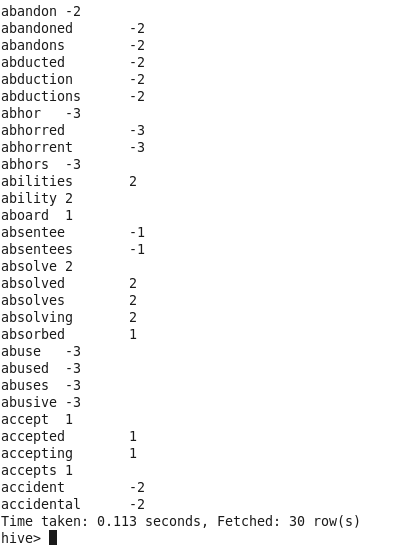 abandon -2
abandoned -2
abandons -2
abducted -2
abduction -2
abductions -2
abhor -3
abhorred -3
abhorrent -3
abhors -3
abilities 2
ability 2
aboard 1
absentee -1
absentees -1
absolve 2
absolved 2
absolves 2
absolving 2
absorbed 1
abuse -3
abused -3
abuses -3
abusive -3
accept 1
accepted 1
accepting 1
accepts 1
accident -2
accidental -2
Time taken: 0.113 seconds, Fetched: 30 row(s)
hive>